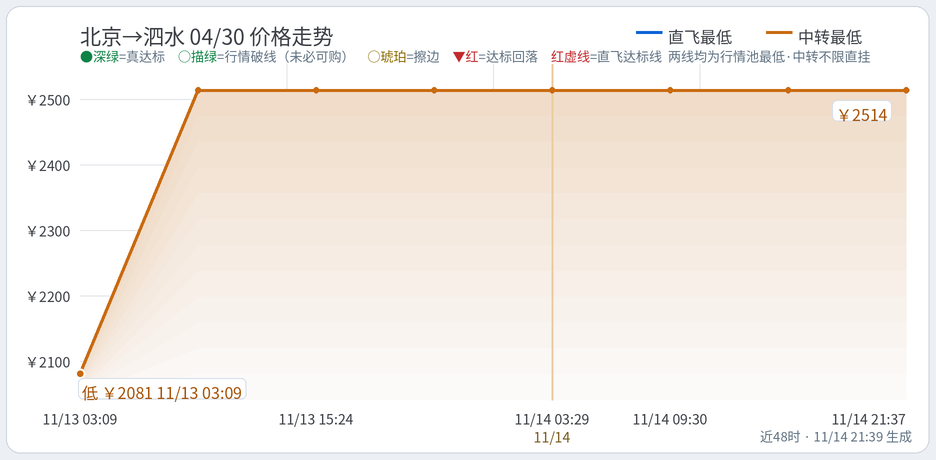 北京→泗水 04/30 价格走势
直飞最低 中转最低
●深绿=真达标 ○描绿=行情破线（未必可购） ○琥珀=擦边 ▼红=达标回落 红虚线=直飞达标线 两线均为行情池最低·中转不限直挂
￥2500
￥2400
￥2300
￥2200
￥2100
￥2514
低 ￥2081 11/13 03:09
11/13 03:09 11/13 15:24 11/14 03:29 11/14 09:30 11/14 21:37
11/14
近48时 · 11/14 21:39 生成